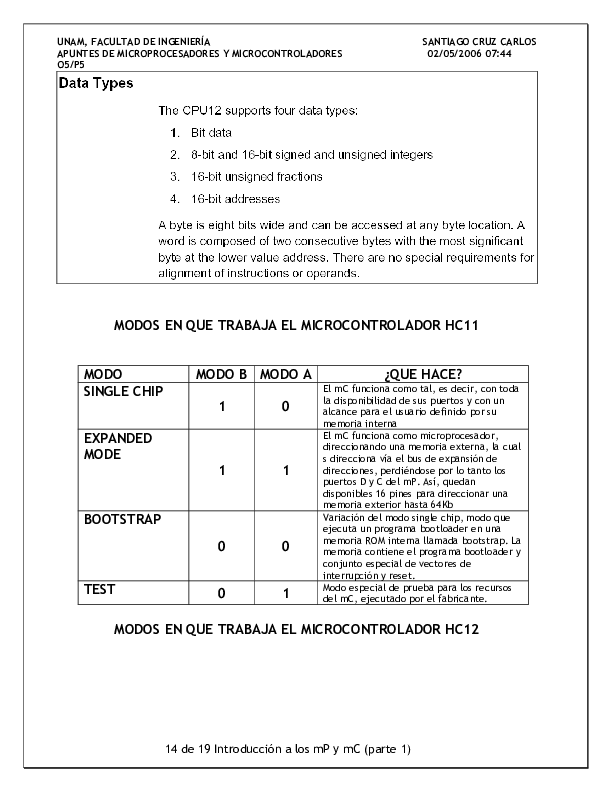 UNAM, FACULTAD DE INGENIERÍA SANTIAGO CRUZ CARLOS
APUNTES DE MICROPROCESADORES Y MICROCONTROLADORES 02/05/2006 07:44
O5/P5
Data Types
The CPU12 supports four data types:
1. Bit data
2. 8-bit and 16-bit signed and unsigned integers
3. 16-bit unsigned fractions
4. 16-bit addresses
A byte is eight bits wide and can be accessed at any byte location. A
word is composed of two consecutive bytes with the most significant
byte at the lower value address. There are no special requirements for
alignment of instructions or operands.
MODOS EN QUE TRABAJA EL MICROCONTROLADOR HC11
MODO MODO B MODO A ¿QUE HACE?
SINGLE CHIP
1 0
El mC funciona como tal, es decir, con toda
la disponibilidad de sus puertos y con un
alcance para el usuario definido por su
memoria interna
EXPANDED
MODE
1 1
El mC funciona como microprocesador,
direccionando una memoria externa, la cual
s direcciona vía el bus de expansión de
direcciones, perdiéndose por lo tanto los
puertos D y C del mP. Así, quedan
disponibles 16 pines para direccionar una
memoria exterior hasta 64Kb
BOOTSTRAP
0 0
Variación del modo single chip, modo que
ejecuta un programa bootloader en una
memoria ROM interna llamada bootstrap. La
memoria contiene el programa bootloader y
conjunto especial de vectores de
interrupción y reset.
TEST
0 1
Modo especial de prueba para los recursos
del mC, ejecutado por el fabricante.
MODOS EN QUE TRABAJA EL MICROCONTROLADOR HC12
14 de 19 Introducción a los mP y mC (parte 1)